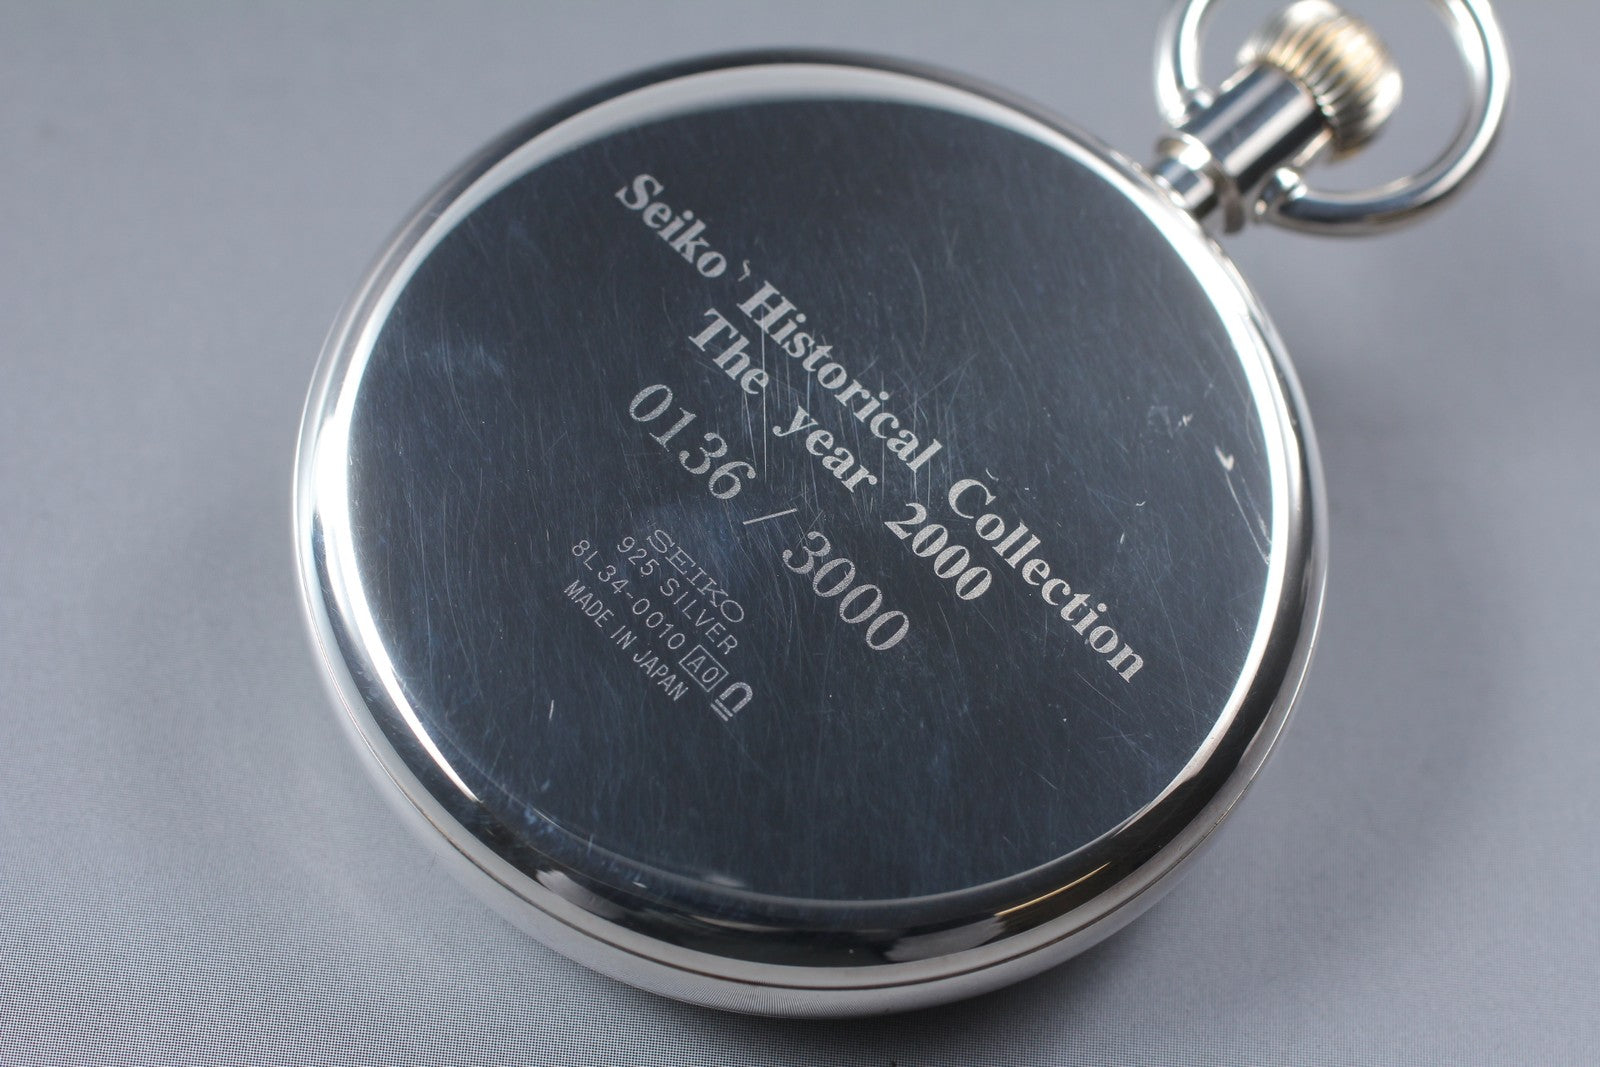 Seiko Historical Collection
The year 2000
0136 / 3000
SEIKO
925 SILVER
8L34-0010 A0
MADE IN JAPAN